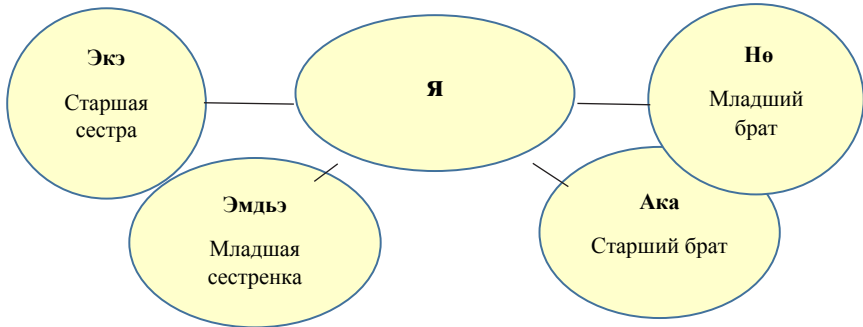 Экэ
Старшая
сестра
Я
Нө
Младший
брат
Эмдьэ
Младшая
сестренка
Ака
Старший брат